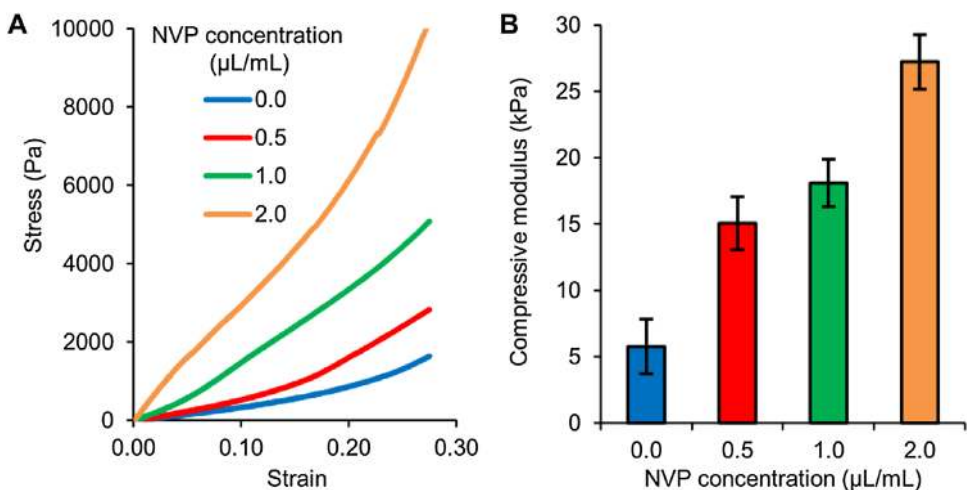 A
NVP concentration
(µL/mL)
0.0
0.5
1.0
2.0
Stress (Pa)
10000
8000
6000
4000
2000
0
0.00 0.10 0.20 0.30
Strain
B
Compressive modulus (kPa)
30
25
20
15
10
5
0
0.0 0.5 1.0 2.0
NVP concentration (µL/mL)